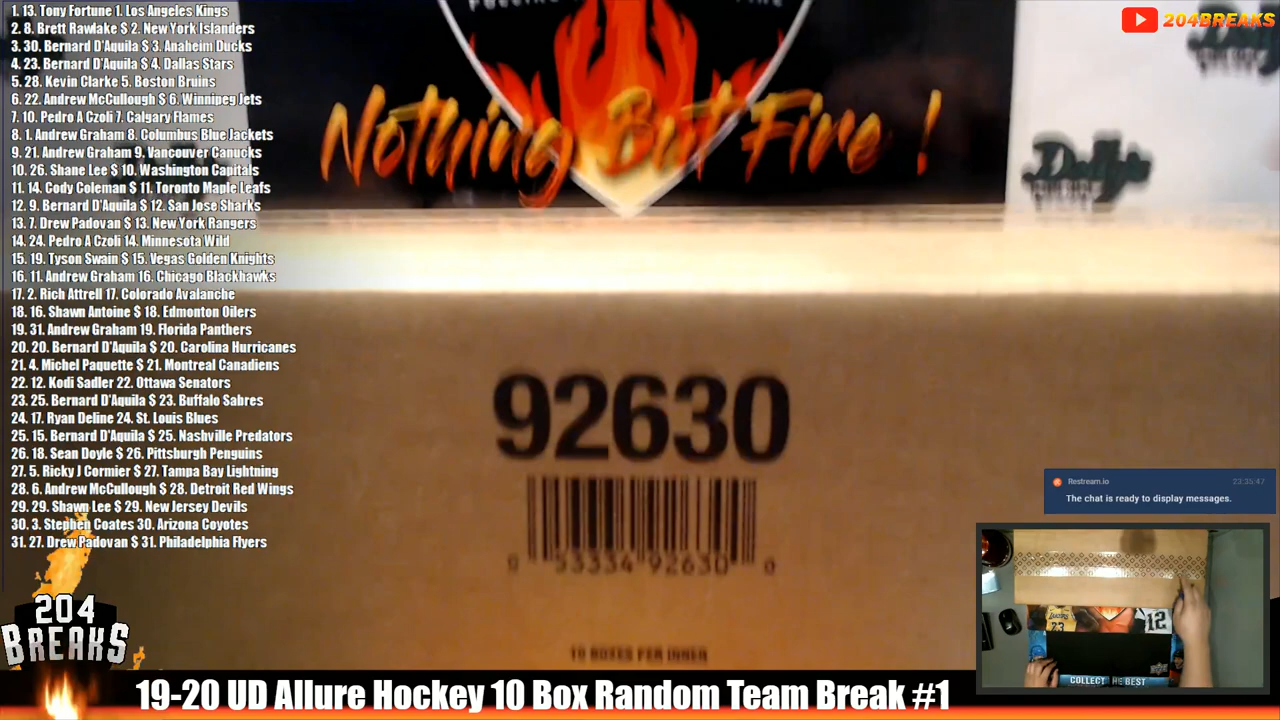 1. 13. Tony Fortune 1. Los Angeles Kings
2. 8. Brett Rawlake $ 2. New York Islanders
3. 30. Bernard D'Aquila $ 3. Anaheim Ducks
4. 23. Bernard D'Aquila $ 4. Dallas Stars
5. 28. Kevin Clarke 5. Boston Bruins
6. 22. Andrew McCullough $ 6. Winnipeg Jets
7. 10. Pedro A Czoli 7. Calgary Flames
8. 1. Andrew Graham 8. Columbus Blue Jackets
9. 21. Andrew Graham 9. Vancouver Canucks
10. 26. Shane Lee $ 10. Washington Capitals
11. 14. Cody Coleman $ 11. Toronto Maple Leafs
12. 9. Bernard D'Aquila $ 12. San Jose Sharks
13. 7. Drew Padovan $ 13. New York Rangers
14. 24. Pedro A Czoli 14. Minnesota Wild
15. 19. Tyson Swain $ 15. Vegas Golden Knights
16. 11. Andrew Graham 16. Chicago Blackhawks
17. 2. Rich Attrell 17. Colorado Avalanche
18. 16. Shawn Antoine $ 18. Edmonton Oilers
19. 31. Andrew Graham 19. Florida Panthers
20. 20. Bernard D'Aquila $ 20. Carolina Hurricanes
21. 4. Michel Paquette $ 21. Montreal Canadiens
22. 12. Kodi Sadler 22. Ottawa Senators
23. 25. Bernard D'Aquila $ 23. Buffalo Sabres
24. 17. Ryan Deline 24. St. Louis Blues
25. 15. Bernard D'Aquila $ 25. Nashville Predators
26. 18. Sean Doyle $ 26. Pittsburgh Penguins
27. 5. Ricky J Cormier $ 27. Tampa Bay Lightning
28. 6. Andrew McCullough $ 28. Detroit Red Wings
29. 29. Shawn Lee $ 29. New Jersey Devils
30. 3. Stephen Coates 30. Arizona Coyotes
31. 27. Drew Padovan $ 31. Philadelphia Flyers
204BREAKS
Nothing But Fire !
Dolly's
92630
0 53334 92630 0
10 BOXES PER INNER
Restream.io 23:35:47
The chat is ready to display messages.
23
12
COLLECT THE BEST
204
BREAKS
19-20 UD Allure Hockey 10 Box Random Team Break #1